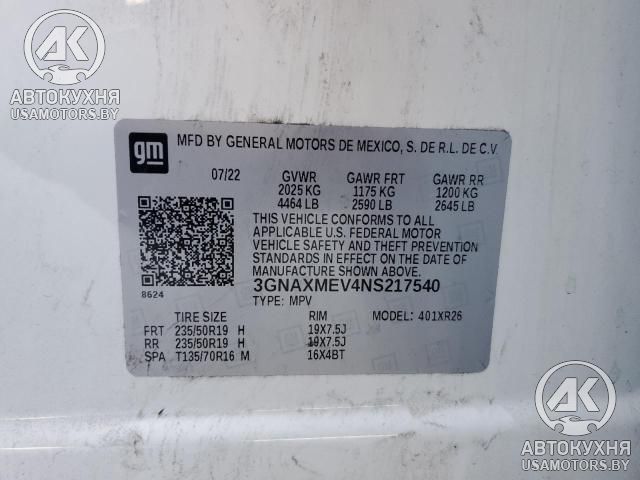 АК
АВТОКУХНЯ
USAMOTORS.BY
gm
MFD BY GENERAL MOTORS DE MEXICO, S. DE R.L. DE C.V.
07/22 GVWR GAWR FRT GAWR RR
2025 KG 1175 KG 1200 KG
4464 LB 2590 LB 2645 LB
THIS VEHICLE CONFORMS TO ALL
APPLICABLE U.S. FEDERAL MOTOR
VEHICLE SAFETY AND THEFT PREVENTION
STANDARDS IN EFFECT ON THE DATE OF
MANUFACTURE SHOWN ABOVE.
8624
3GNAXMEV4NS217540
TYPE: MPV
TIRE SIZE RIM MODEL: 401XR26
FRT 235/50R19 H 19X7.5J
RR 235/50R19 H 19X7.5J
SPA T135/70R16 M 16X4BT
АК
АВТОКУХНЯ
USAMOTORS.BY